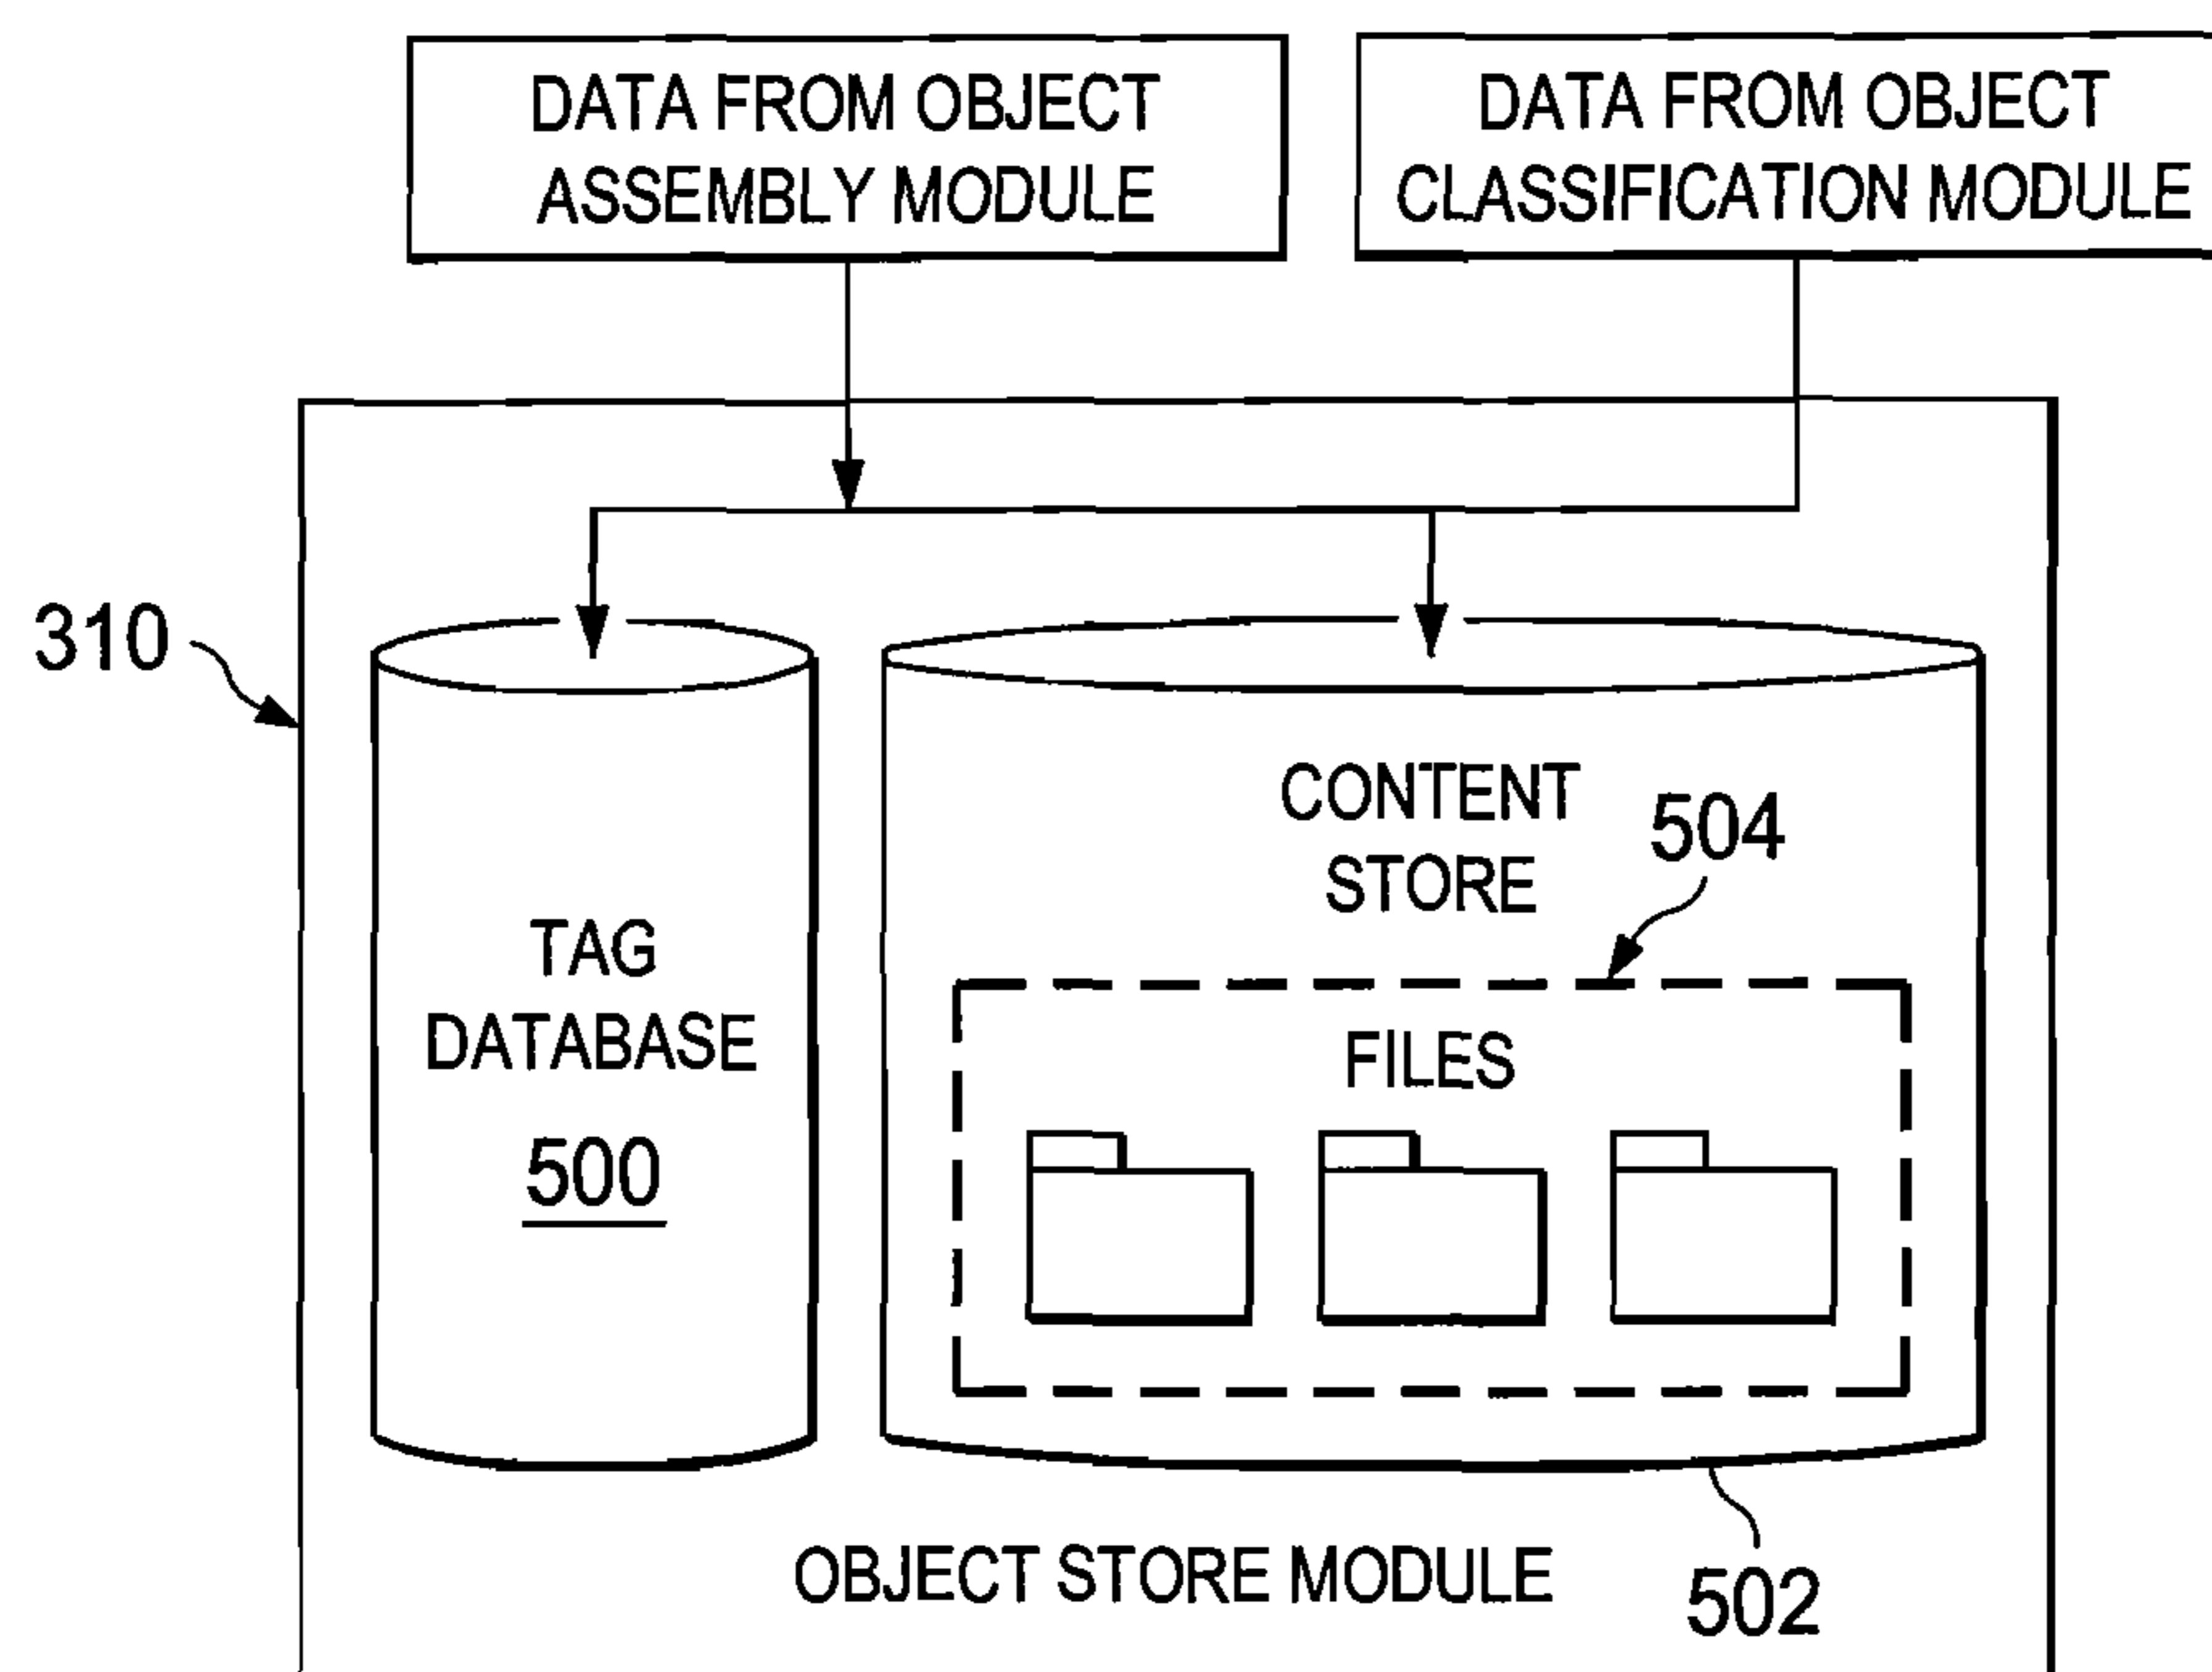 DATA FROM OBJECT
ASSEMBLY MODULE
DATA FROM OBJECT
CLASSIFICATION MODULE
310
CONTENT
STORE
504
TAG
DATABASE
500
FILES
OBJECT STORE MODULE
502